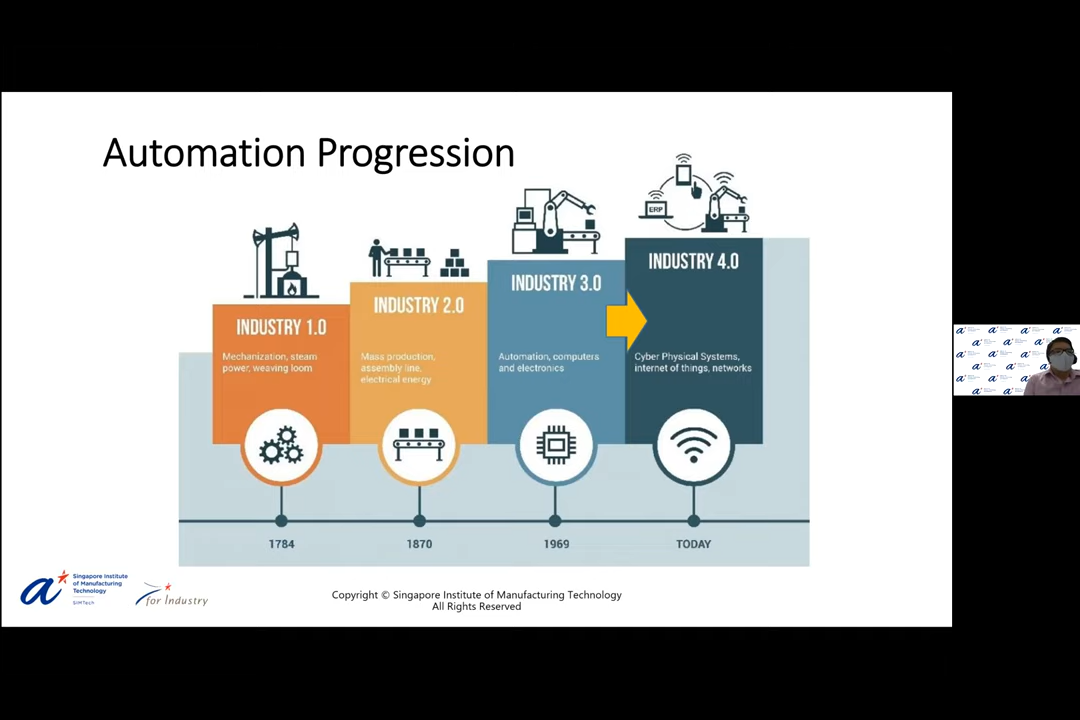 Automation Progression
ERP
INDUSTRY 1.0
Mechanization, steam
power, weaving loom
INDUSTRY 2.0
Mass production,
assembly line,
electrical energy
INDUSTRY 3.0
Automation, computers
and electronics
INDUSTRY 4.0
Cyber Physical Systems,
internet of things, networks
1784
1870
1969
TODAY
a
Singapore Institute
of Manufacturing
Technology
SIMTech
for Industry
Copyright © Singapore Institute of Manufacturing Technology
All Rights Reserved